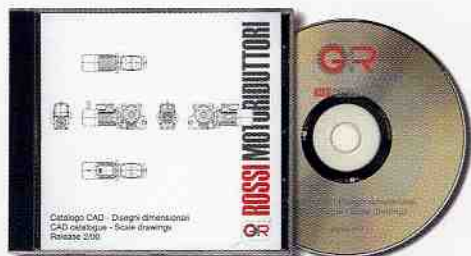 ROSSI MOTORIDUTTORI
Catalogo CAD - Disegni dimensionali
CAD catalogue - Scale drawings
Release 2/00